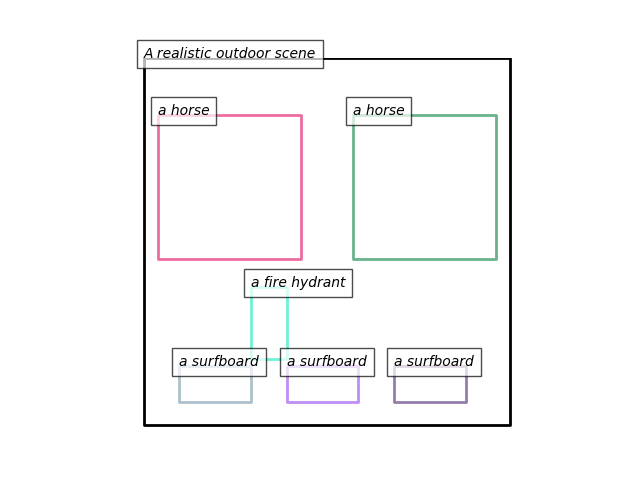 A realistic outdoor scene
a horse
a horse
a fire hydrant
a surfboard
a surfboard
a surfboard